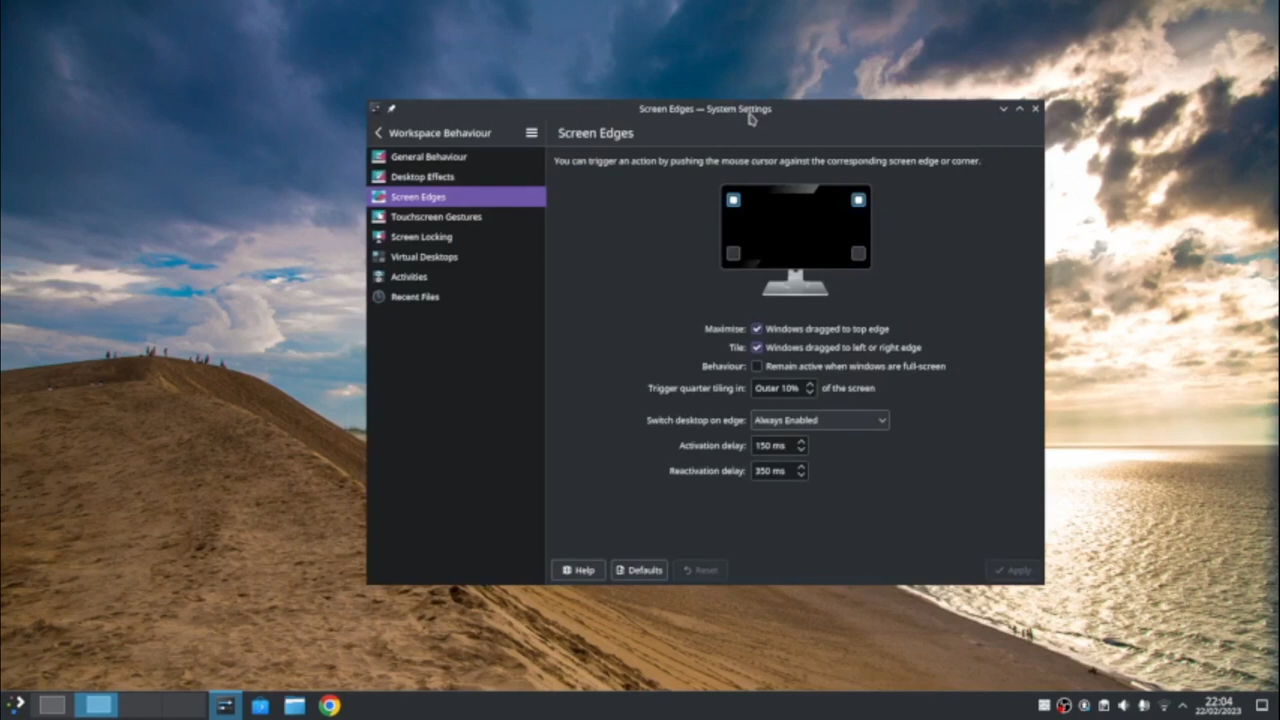 Screen Edges — System Settings
Workspace Behaviour
Screen Edges
General Behaviour
Desktop Effects
Screen Edges
Touchscreen Gestures
Screen Locking
Virtual Desktops
Activities
Recent Files
You can trigger an action by pushing the mouse cursor against the corresponding screen edge or corner.
Maximise: Windows dragged to top edge
Tile: Windows dragged to left or right edge
Behaviour: Remain active when windows are full-screen
Trigger quarter tiling in: Outer 10% of the screen
Switch desktop on edge: Always Enabled
Activation delay: 150 ms
Reactivation delay: 350 ms
Help
Defaults
Reset
Apply
22:04
22/02/2023